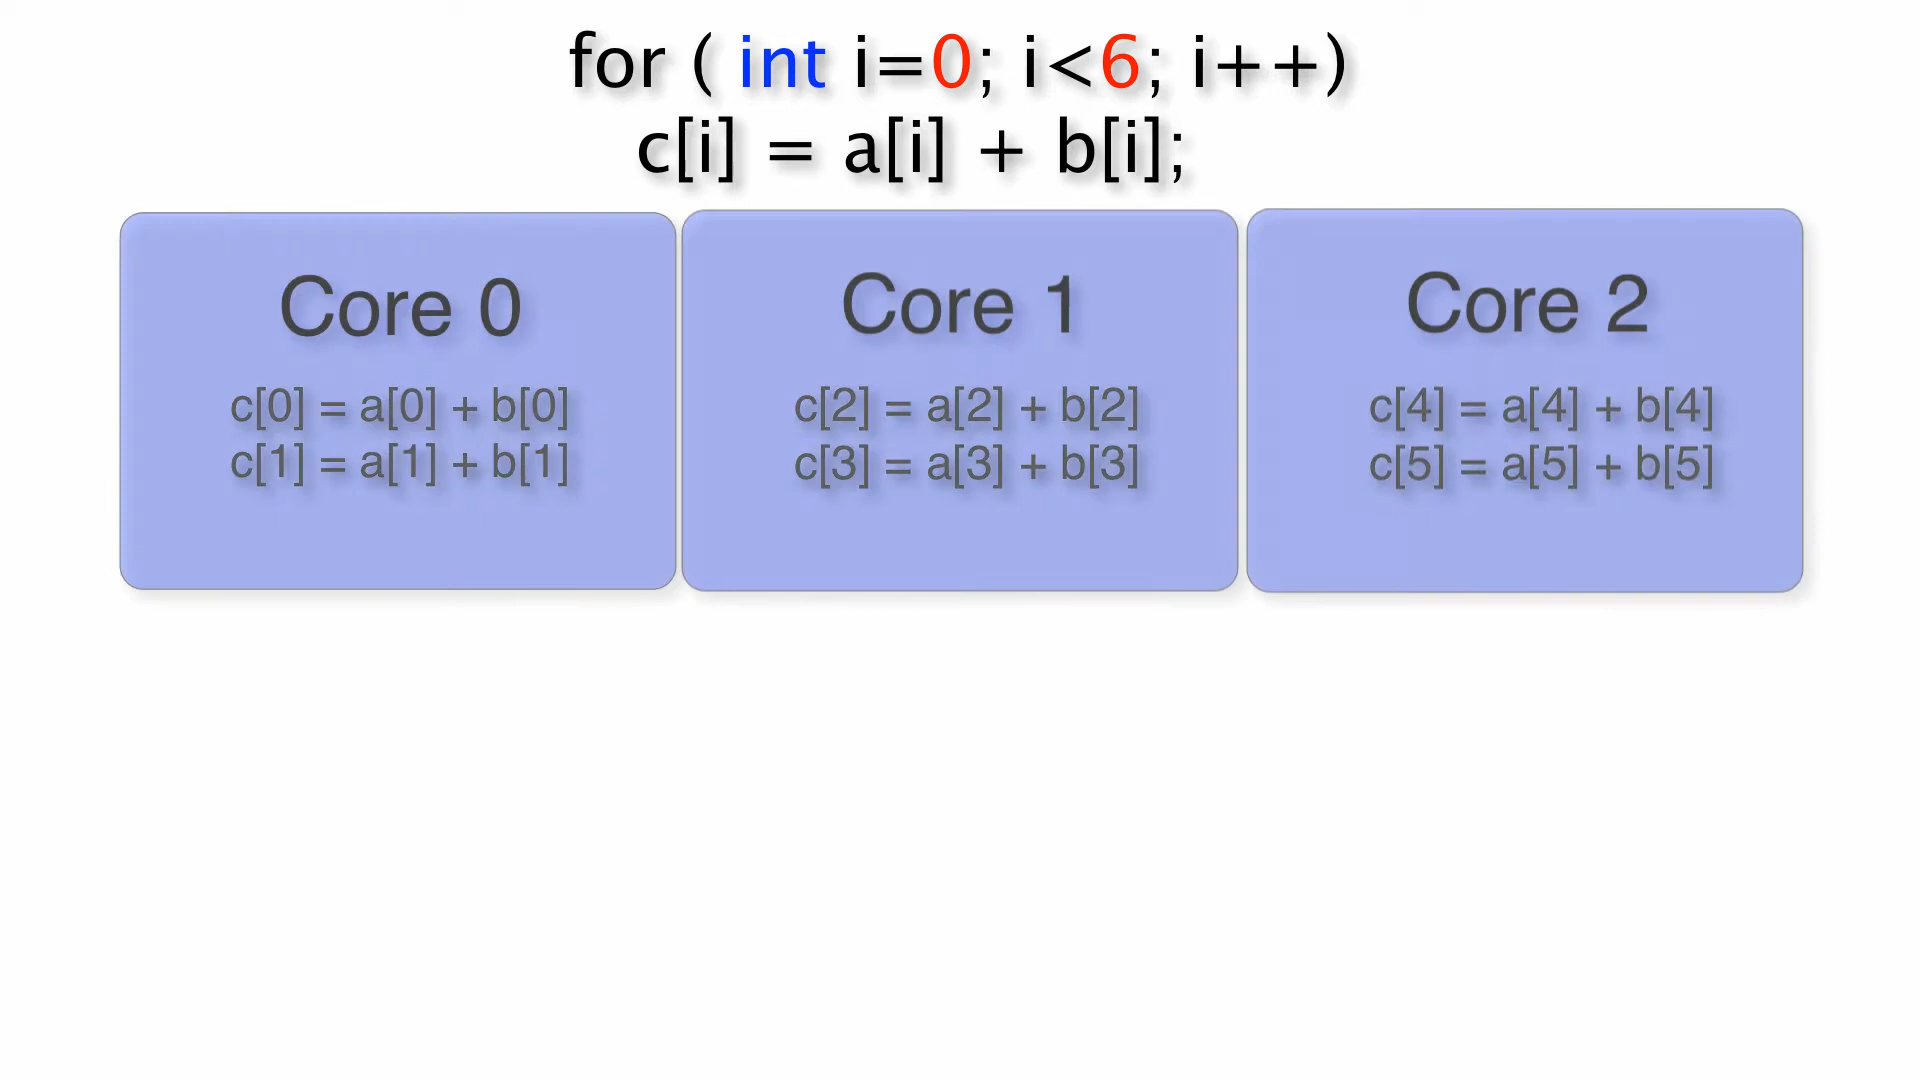 for ( int i=0; i<6; i++)
c[i] = a[i] + b[i];
Core 0
c[0] = a[0] + b[0]
c[1] = a[1] + b[1]
Core 1
c[2] = a[2] + b[2]
c[3] = a[3] + b[3]
Core 2
c[4] = a[4] + b[4]
c[5] = a[5] + b[5]